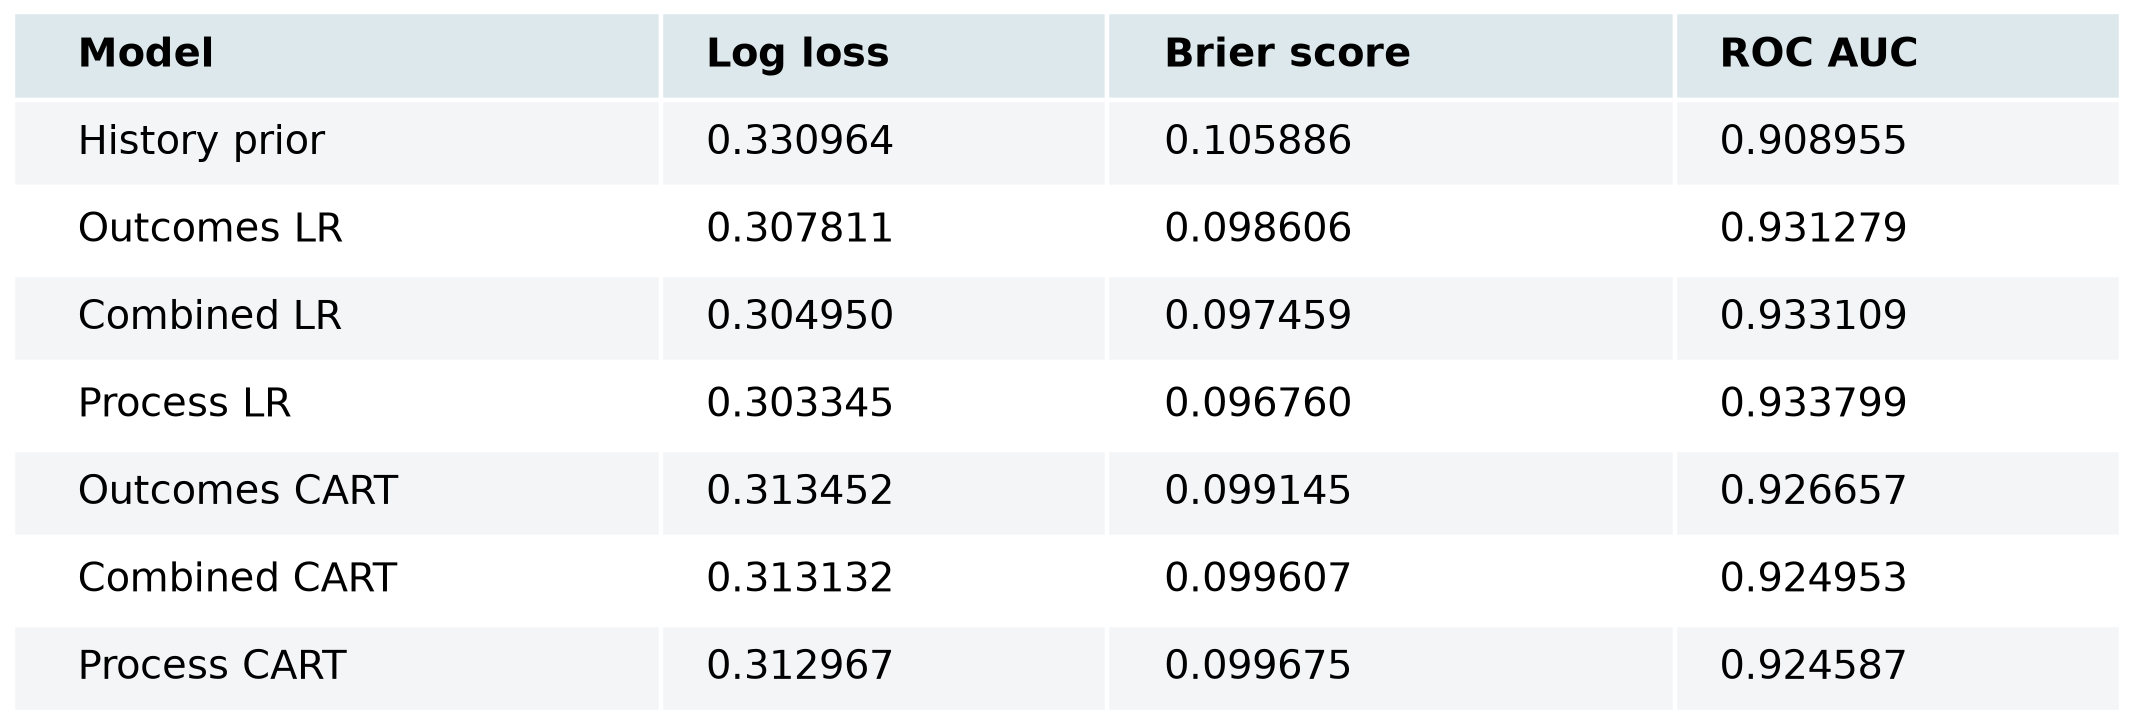 Model Log loss Brier score ROC AUC
History prior 0.330964 0.105886 0.908955
Outcomes LR 0.307811 0.098606 0.931279
Combined LR 0.304950 0.097459 0.933109
Process LR 0.303345 0.096760 0.933799
Outcomes CART 0.313452 0.099145 0.926657
Combined CART 0.313132 0.099607 0.924953
Process CART 0.312967 0.099675 0.924587